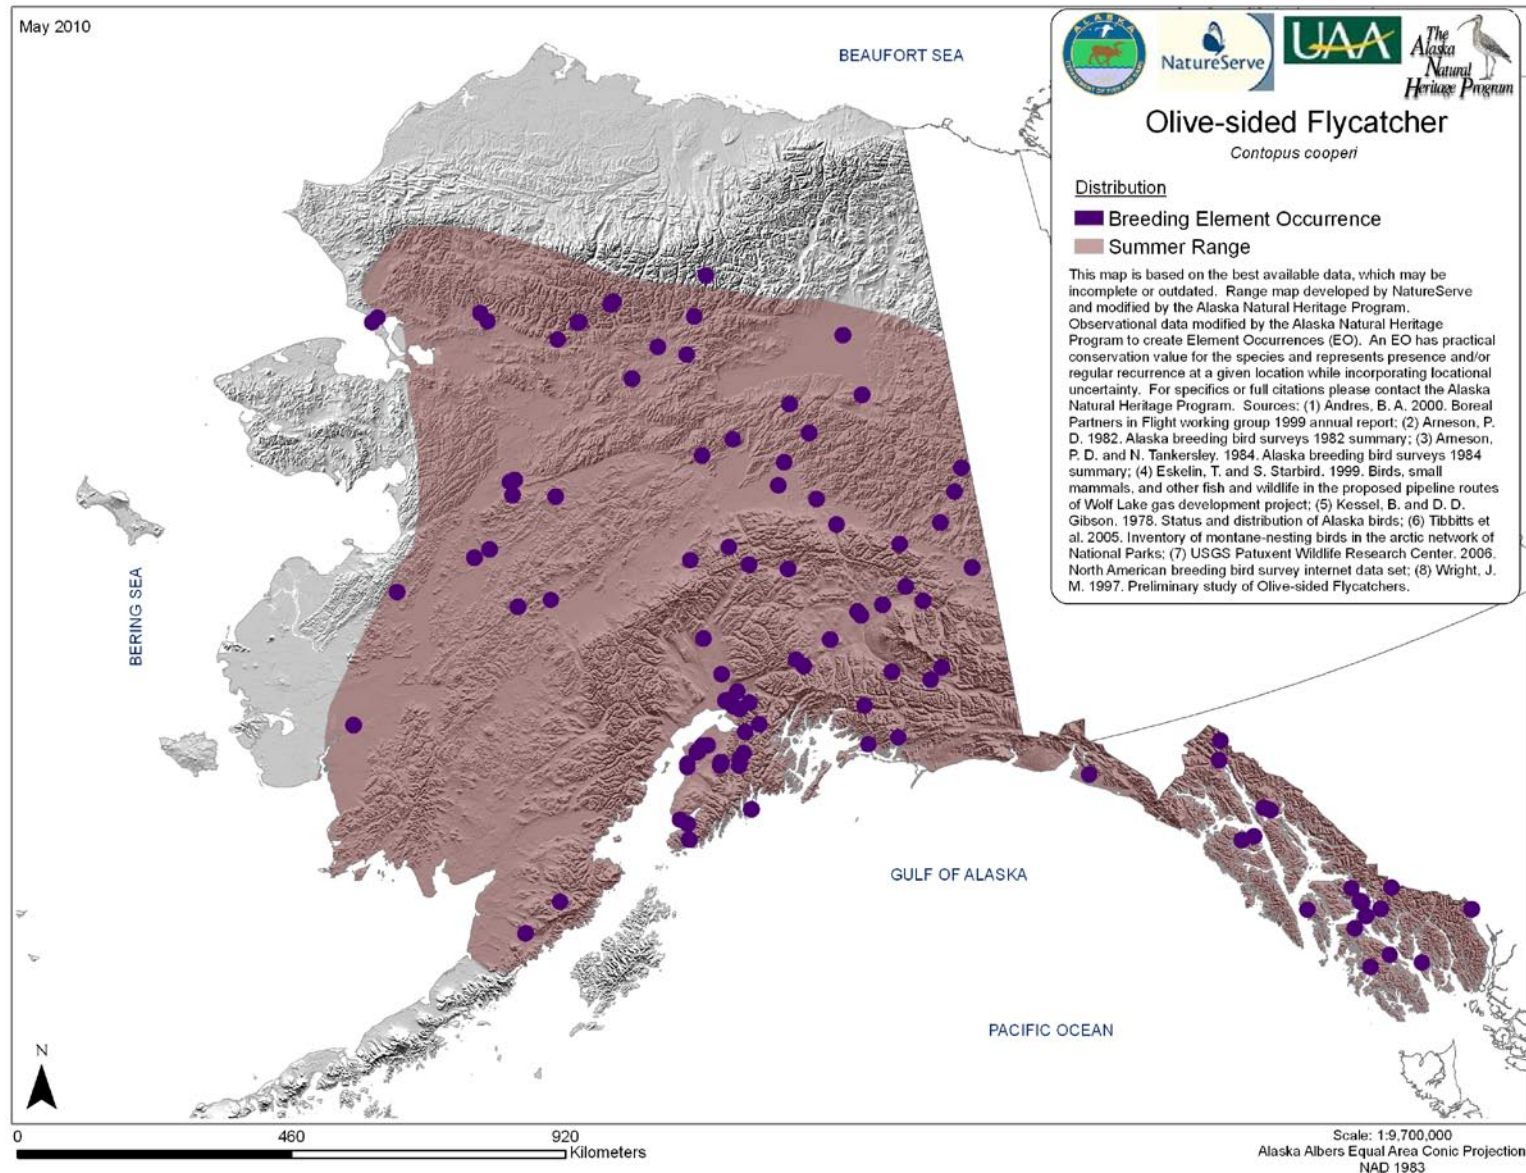 May 2010
BEAUFORT SEA
ALASKA
NatureServe
UAA
The
Alaska
Natural
Heritage Program
Olive-sided Flycatcher
Contopus cooperi
Distribution
Breeding Element Occurrence
Summer Range
This map is based on the best available data, which may be
incomplete or outdated.  Range map developed by NatureServe
and modified by the Alaska Natural Heritage Program.
Observational data modified by the Alaska Natural Heritage
Program to create Element Occurrences (EO).  An EO has practical
conservation value for the species and represents presence and/or
regular recurrence at a given location while incorporating locational
uncertainty.  For specifics or full citations please contact the Alaska
Natural Heritage Program.  Sources: (1) Andres, B. A. 2000. Boreal
Partners in Flight working group 1999 annual report; (2) Arneson, P.
D. 1982. Alaska breeding bird surveys 1982 summary; (3) Arneson,
P. D. and N. Tankersley. 1984. Alaska breeding bird surveys 1984
summary; (4) Eskelin, T. and S. Starbird. 1999. Birds, small
mammals, and other fish and wildlife in the proposed pipeline routes
of Wolf Lake gas development project; (5) Kessel, B. and D. D.
Gibson. 1978. Status and distribution of Alaska birds; (6) Tibbitts et
al. 2005. Inventory of montane-nesting birds in the arctic network of
National Parks; (7) USGS Patuxent Wildlife Research Center. 2006.
North American breeding bird survey internet data set; (8) Wright, J.
M. 1997. Preliminary study of Olive-sided Flycatchers.
BERING SEA
GULF OF ALASKA
PACIFIC OCEAN
N
0
460
920
Kilometers
Scale: 1:9,700,000
Alaska Albers Equal Area Conic Projection
NAD 1983